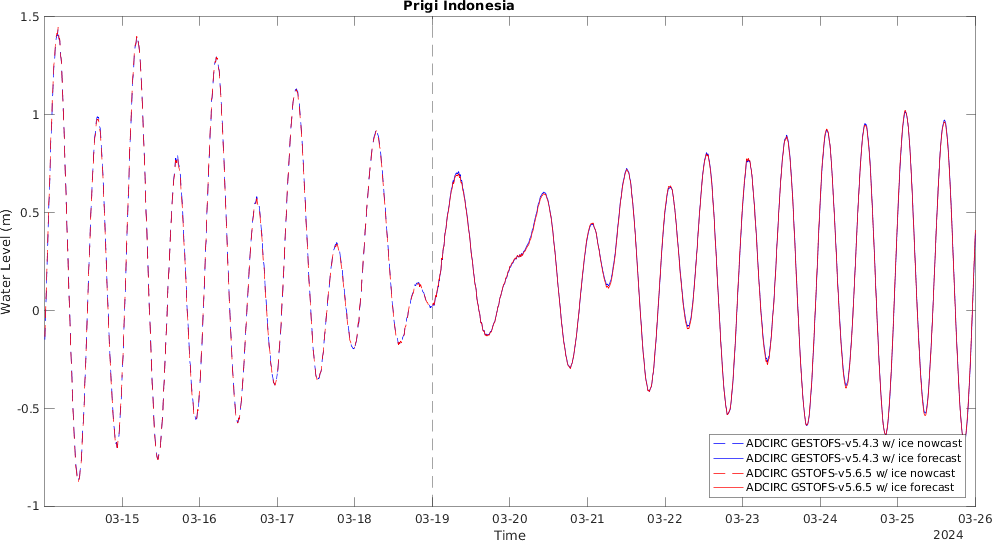 Prigi Indonesia
1.5
1
0.5
0
-0.5
-1
Water Level (m)
03-15 03-16 03-17 03-18 03-19 03-20 03-21 03-22 03-23 03-24 03-25 03-26
Time
2024
ADCIRC GESTOFS-v5.4.3 w/ ice nowcast
ADCIRC GESTOFS-v5.4.3 w/ ice forecast
ADCIRC GSTOFS-v5.6.5 w/ ice nowcast
ADCIRC GSTOFS-v5.6.5 w/ ice forecast